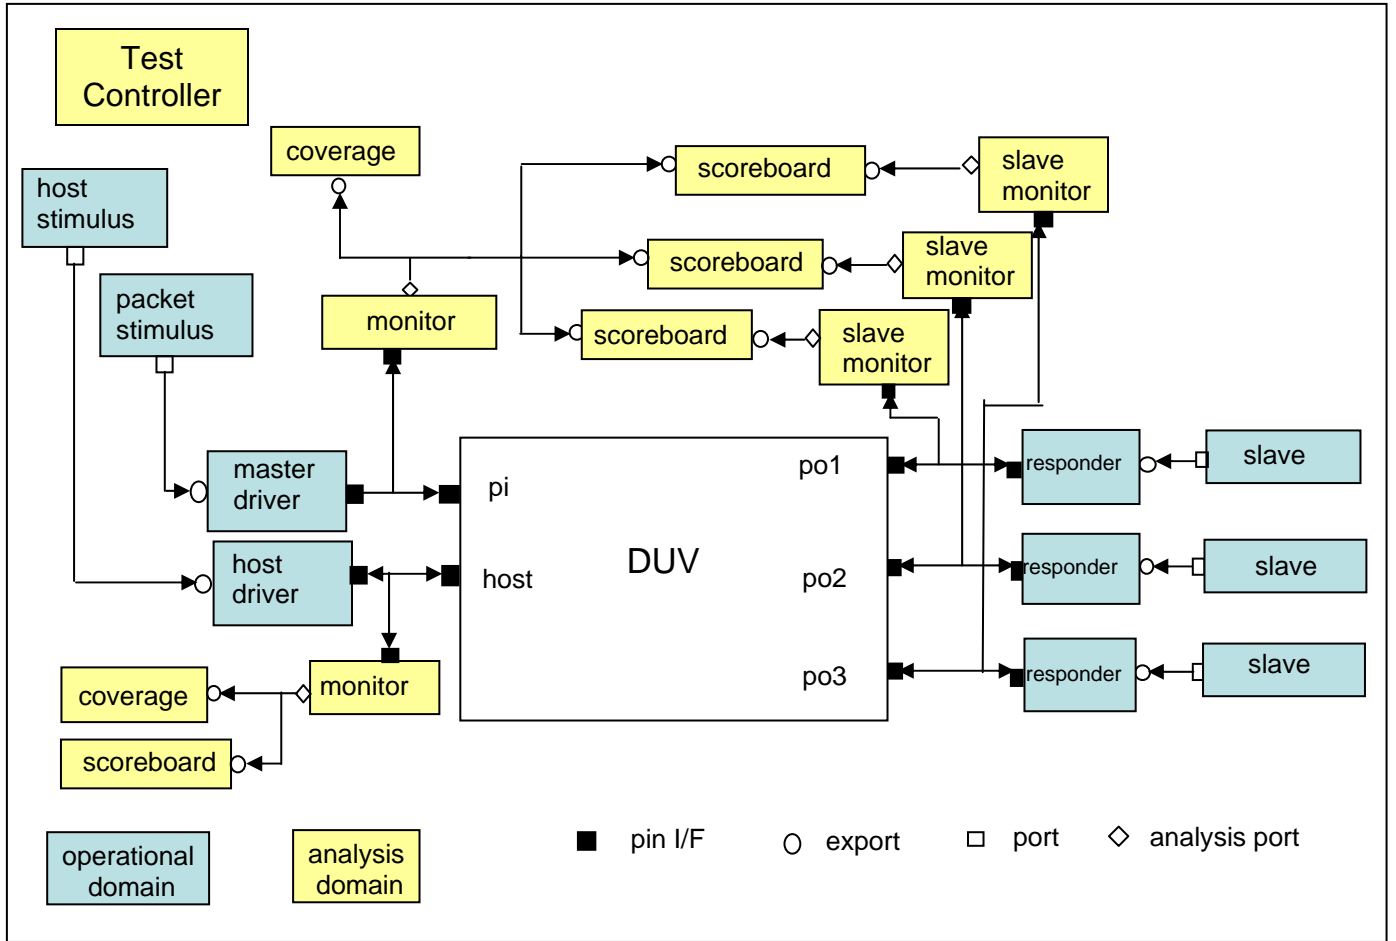 Test
Controller
coverage
scoreboard
slave
monitor
host
stimulus
scoreboard
slave
monitor
packet
stimulus
monitor
scoreboard
slave
monitor
master
driver
pi
po1
responder
slave
host
driver
host
DUV
po2
responder
slave
coverage
monitor
po3
responder
slave
scoreboard
operational
domain
analysis
domain
pin I/F
export
port
analysis port